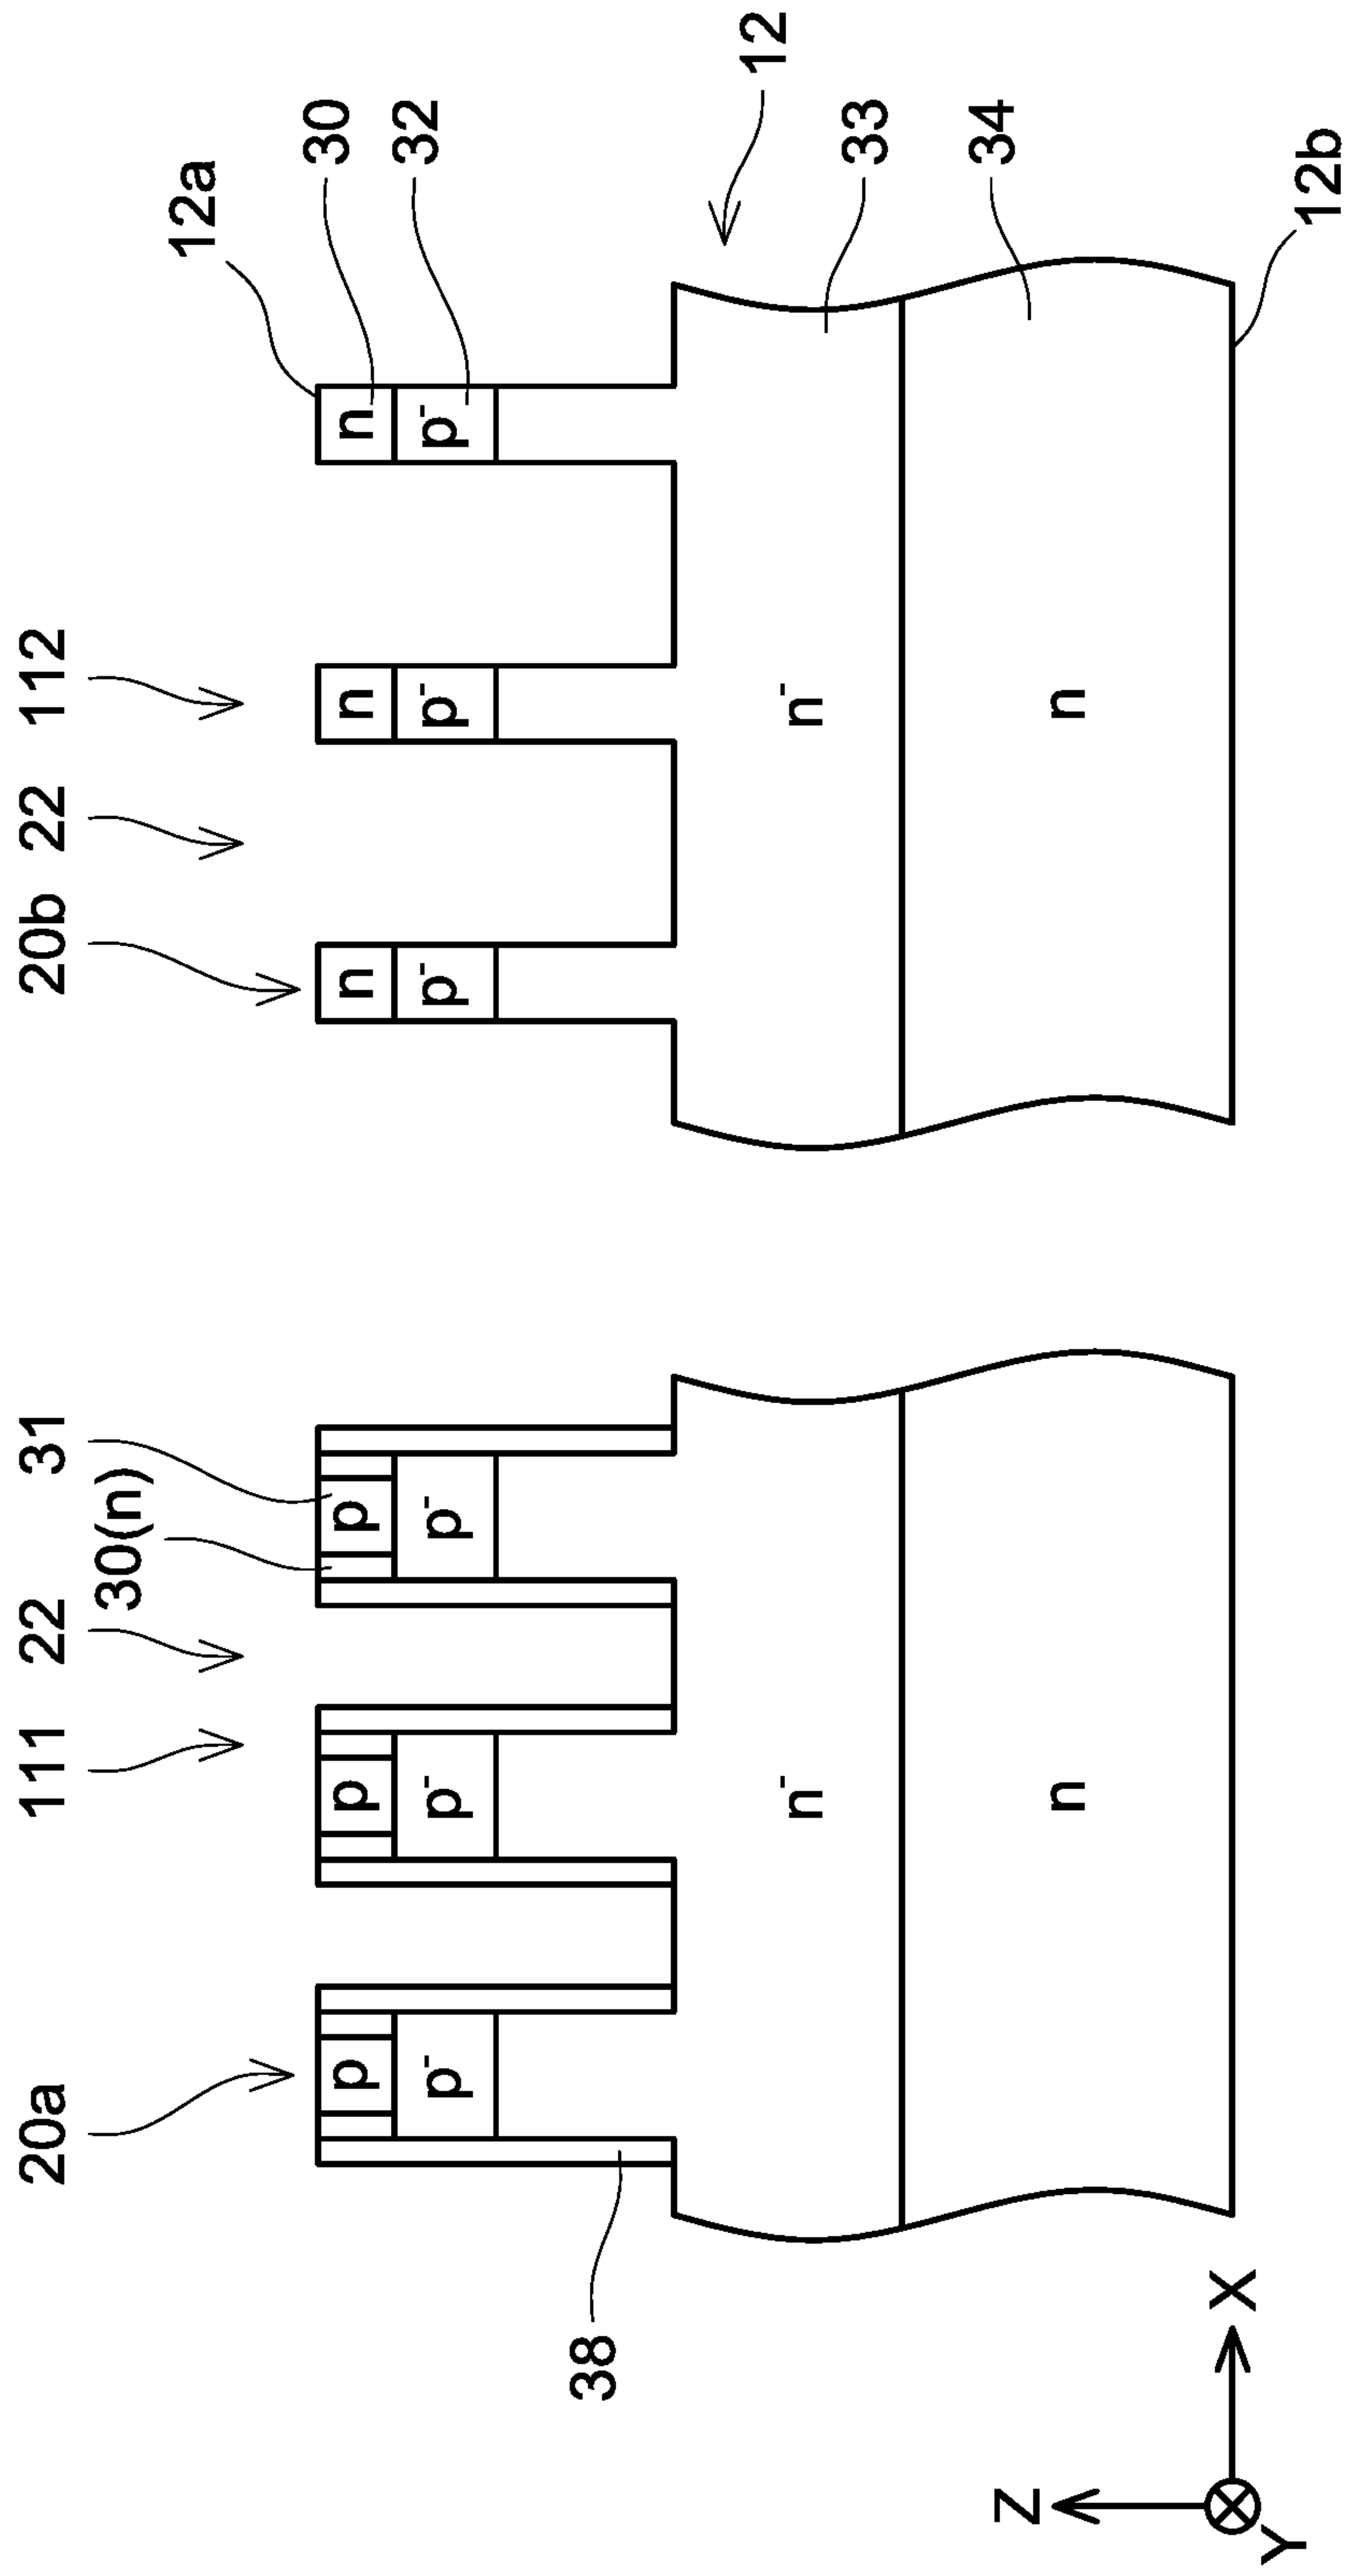 20a 111 22 31 20b 22 112
30(n)
12a
30
p p p n n n
32
p⁻ p⁻ p⁻ p⁻ p⁻ p⁻
38
12
n⁻ n⁻
33
34
Z
n n
X
Y
12b